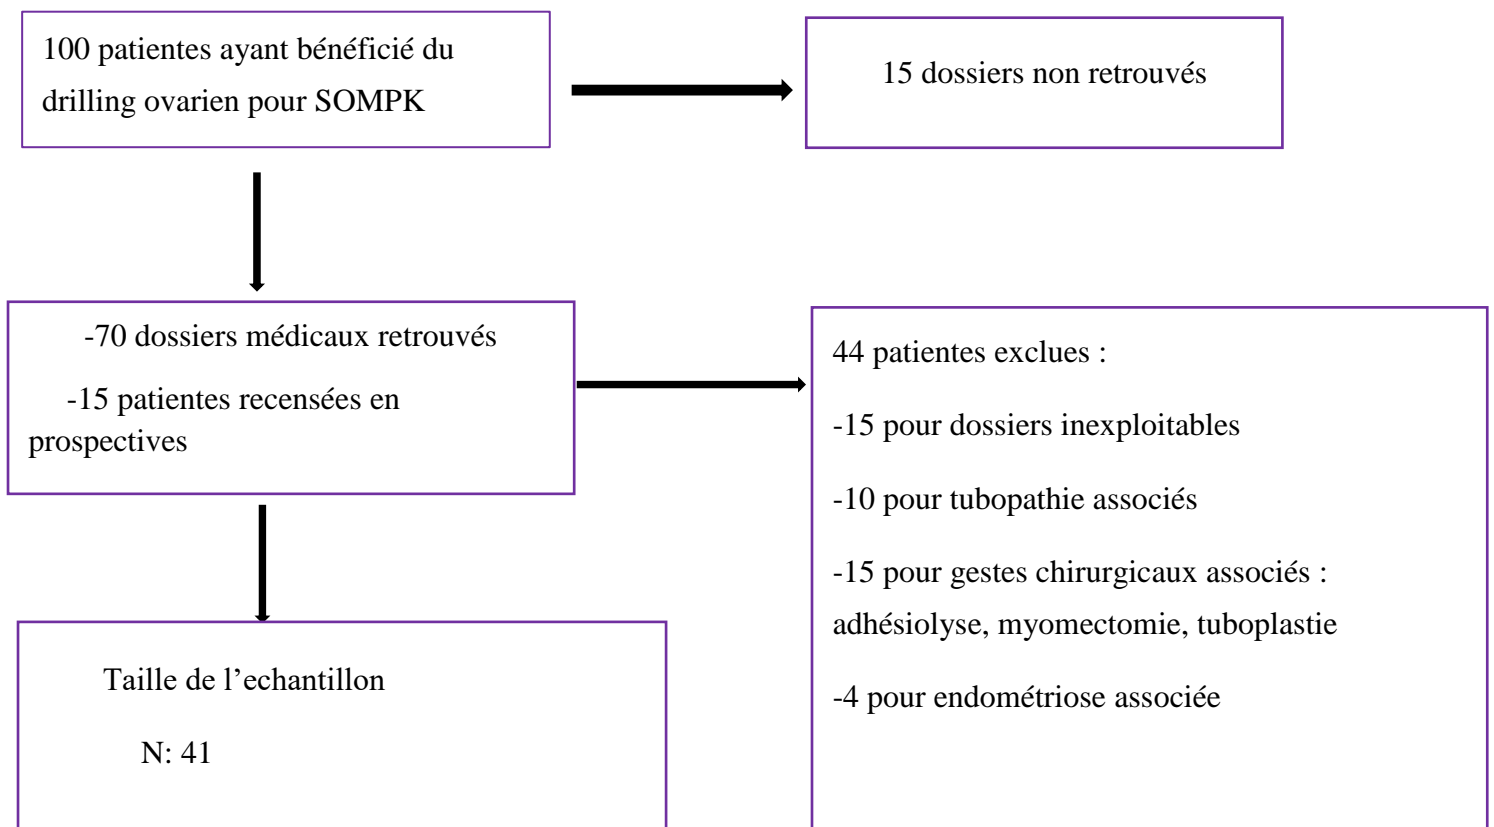 100 patientes ayant bénéficié du
drilling ovarien pour SOMPK
15 dossiers non retrouvés
-70 dossiers médicaux retrouvés
-15 patientes recensées en
prospectives
44 patientes exclues :
-15 pour dossiers inexploitables
-10 pour tubopathie associés
-15 pour gestes chirurgicaux associés :
adhésiolyse, myomectomie, tuboplastie
-4 pour endométriose associée
Taille de l’echantillon
N: 41